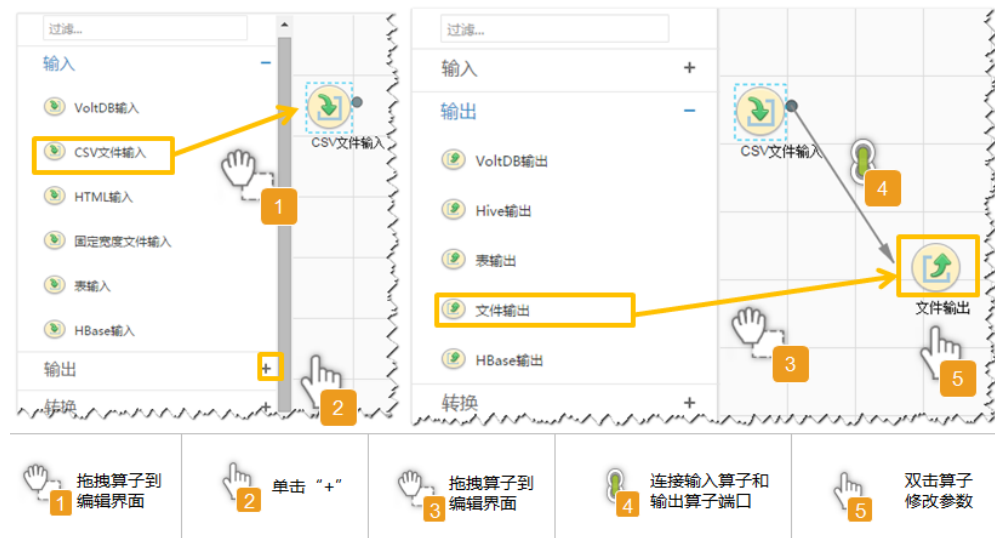 过滤...
输入
VoltDB输入
CSV文件输入
HTML输入
固定宽度文件输入
表输入
HBase输入
输出
+
转换
+
CSV文件输入
1
2
过滤...
输入
+
输出
VoltDB输出
Hive输出
表输出
文件输出
HBase输出
转换
+
CSV文件输入
4
文件输出
3
5
1
拖拽算子到
编辑界面
2
单击“+”
3
拖拽算子到
编辑界面
4
连接输入算子和
输出算子端口
5
双击算子
修改参数